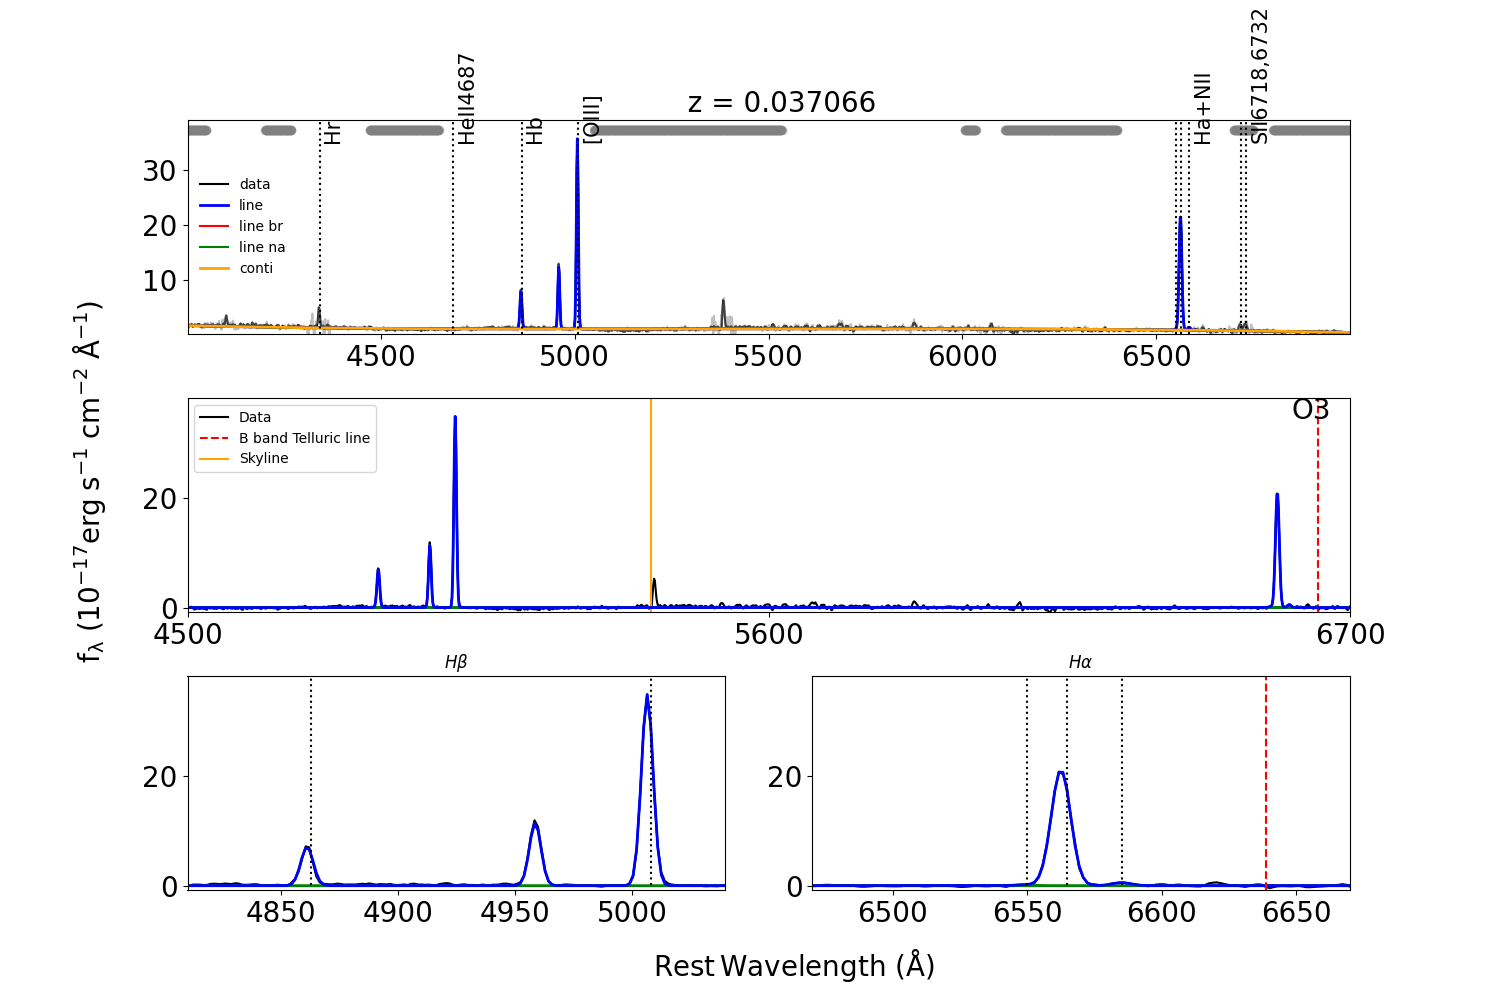 z = 0.037066
Hr
HeII4687
Hb
[OIII]
Ha+NII
SII6718,6732
30
20
10
data
line
line br
line na
conti
4500 5000 5500 6000 6500
f_λ (10⁻¹⁷erg s⁻¹ cm⁻² Å⁻¹)
Data
B band Telluric line
Skyline
O3
20
0
4500 5600 6700
Hβ
20
0
4850 4900 4950 5000
Hα
20
0
6500 6550 6600 6650
Rest Wavelength (Å)